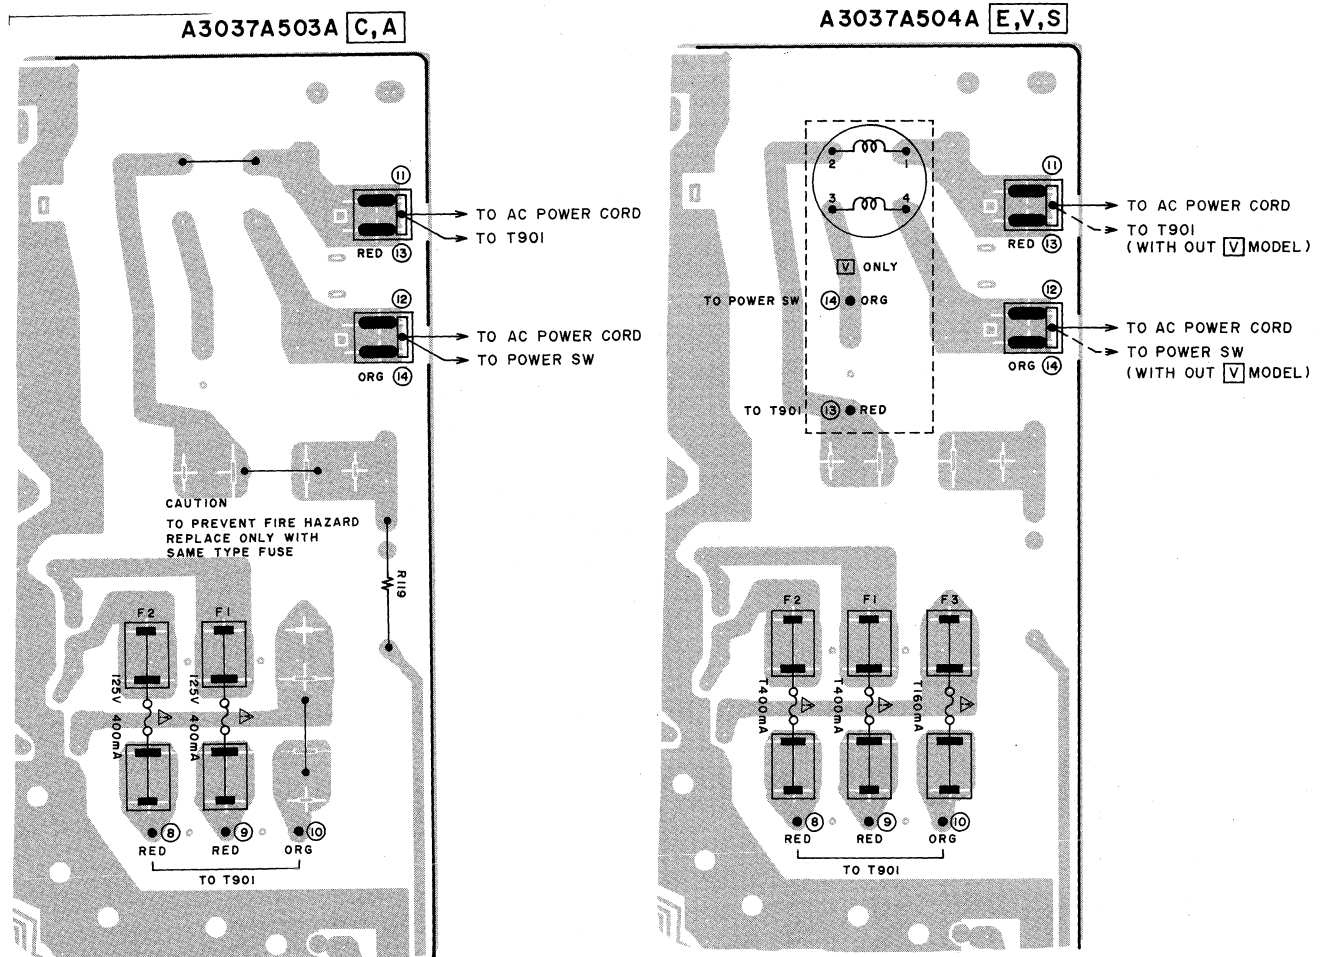 A3037A503A C,A
11
TO AC POWER CORD
TO T901
RED 13
12
TO AC POWER CORD
TO POWER SW
ORG 14
CAUTION
TO PREVENT FIRE HAZARD
REPLACE ONLY WITH
SAME TYPE FUSE
R119
F2 F1
125V 400mA
125V 400mA
8 9 10
RED RED ORG
TO T901
A3037A504A E,V,S
2 1
3 4
11
TO AC POWER CORD
TO T901
RED 13
(WITH OUT V MODEL)
V ONLY
12
TO POWER SW 14 ORG
TO AC POWER CORD
TO POWER SW
ORG 14
(WITH OUT V MODEL)
TO T901 13 RED
F2 F1 F3
T400mA
T400mA
T160mA
8 9 10
RED RED ORG
TO T901